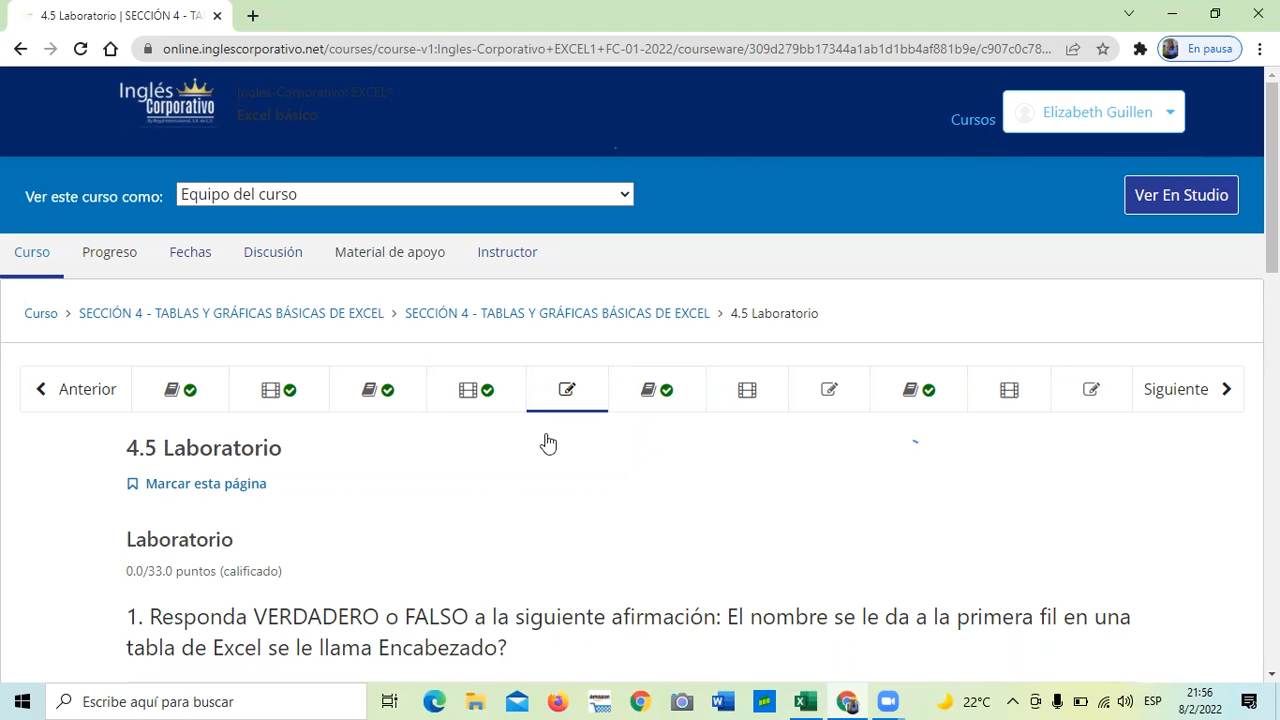 4.5 Laboratorio | SECCIÓN 4 - TA
online.inglescorporativo.net/courses/course-v1:Ingles-Corporativo+EXCEL1+FC-01-2022/courseware/309d279bb17344a1ab1d1bb4af881b9e/c907c0c78...
En pausa
Inglés Corporativo
Ingles-Corporativo: EXCEL1
Excel básico
Cursos
Elizabeth Guillen
Ver este curso como:
Equipo del curso
Ver En Studio
Curso
Progreso
Fechas
Discusión
Material de apoyo
Instructor
Curso > SECCIÓN 4 - TABLAS Y GRÁFICAS BÁSICAS DE EXCEL > SECCIÓN 4 - TABLAS Y GRÁFICAS BÁSICAS DE EXCEL > 4.5 Laboratorio
Anterior
Siguiente
4.5 Laboratorio
Marcar esta página
Laboratorio
0.0/33.0 puntos (calificado)
1. Responda VERDADERO o FALSO a la siguiente afirmación: El nombre se le da a la primera fil en una
tabla de Excel se le llama Encabezado?
Escribe aquí para buscar
22°C
ESP
21:56
8/2/2022